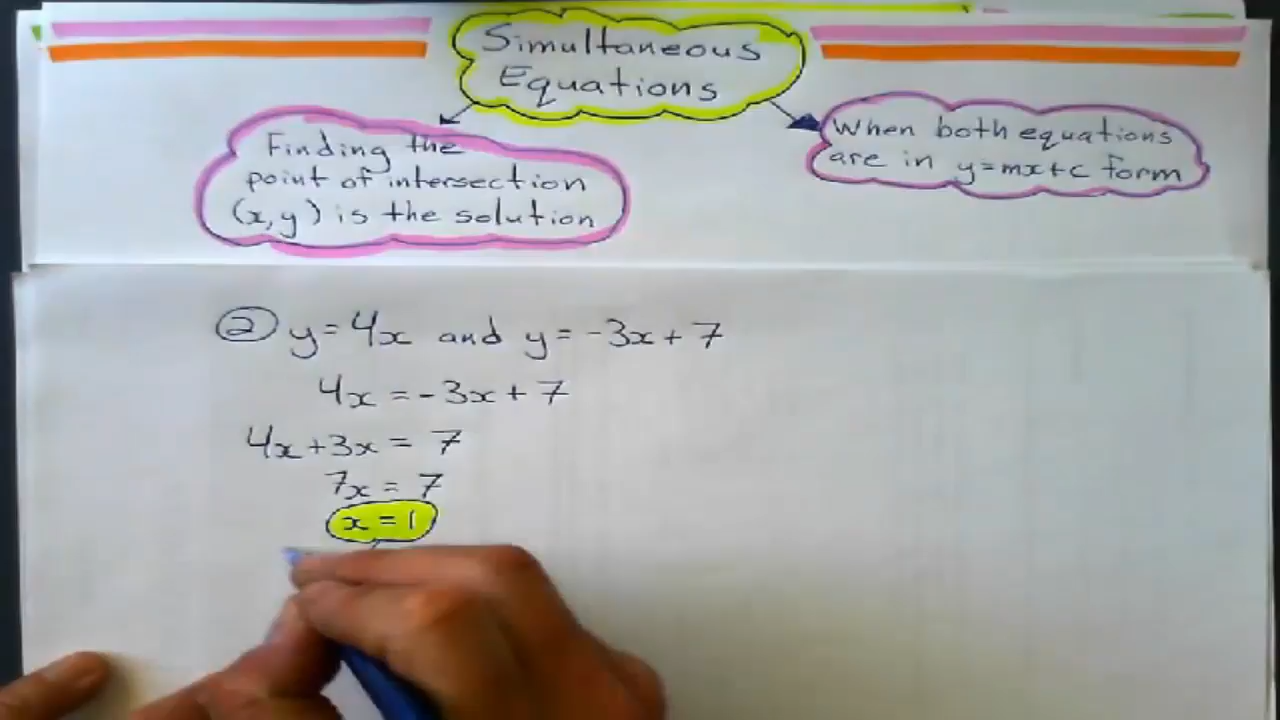 Simultaneous
Equations
Finding the
point of intersection
(x,y) is the solution
When both equations
are in y=mx+c form
② y=4x and y= -3x+7
4x = -3x+7
4x+3x = 7
7x = 7
x = 1